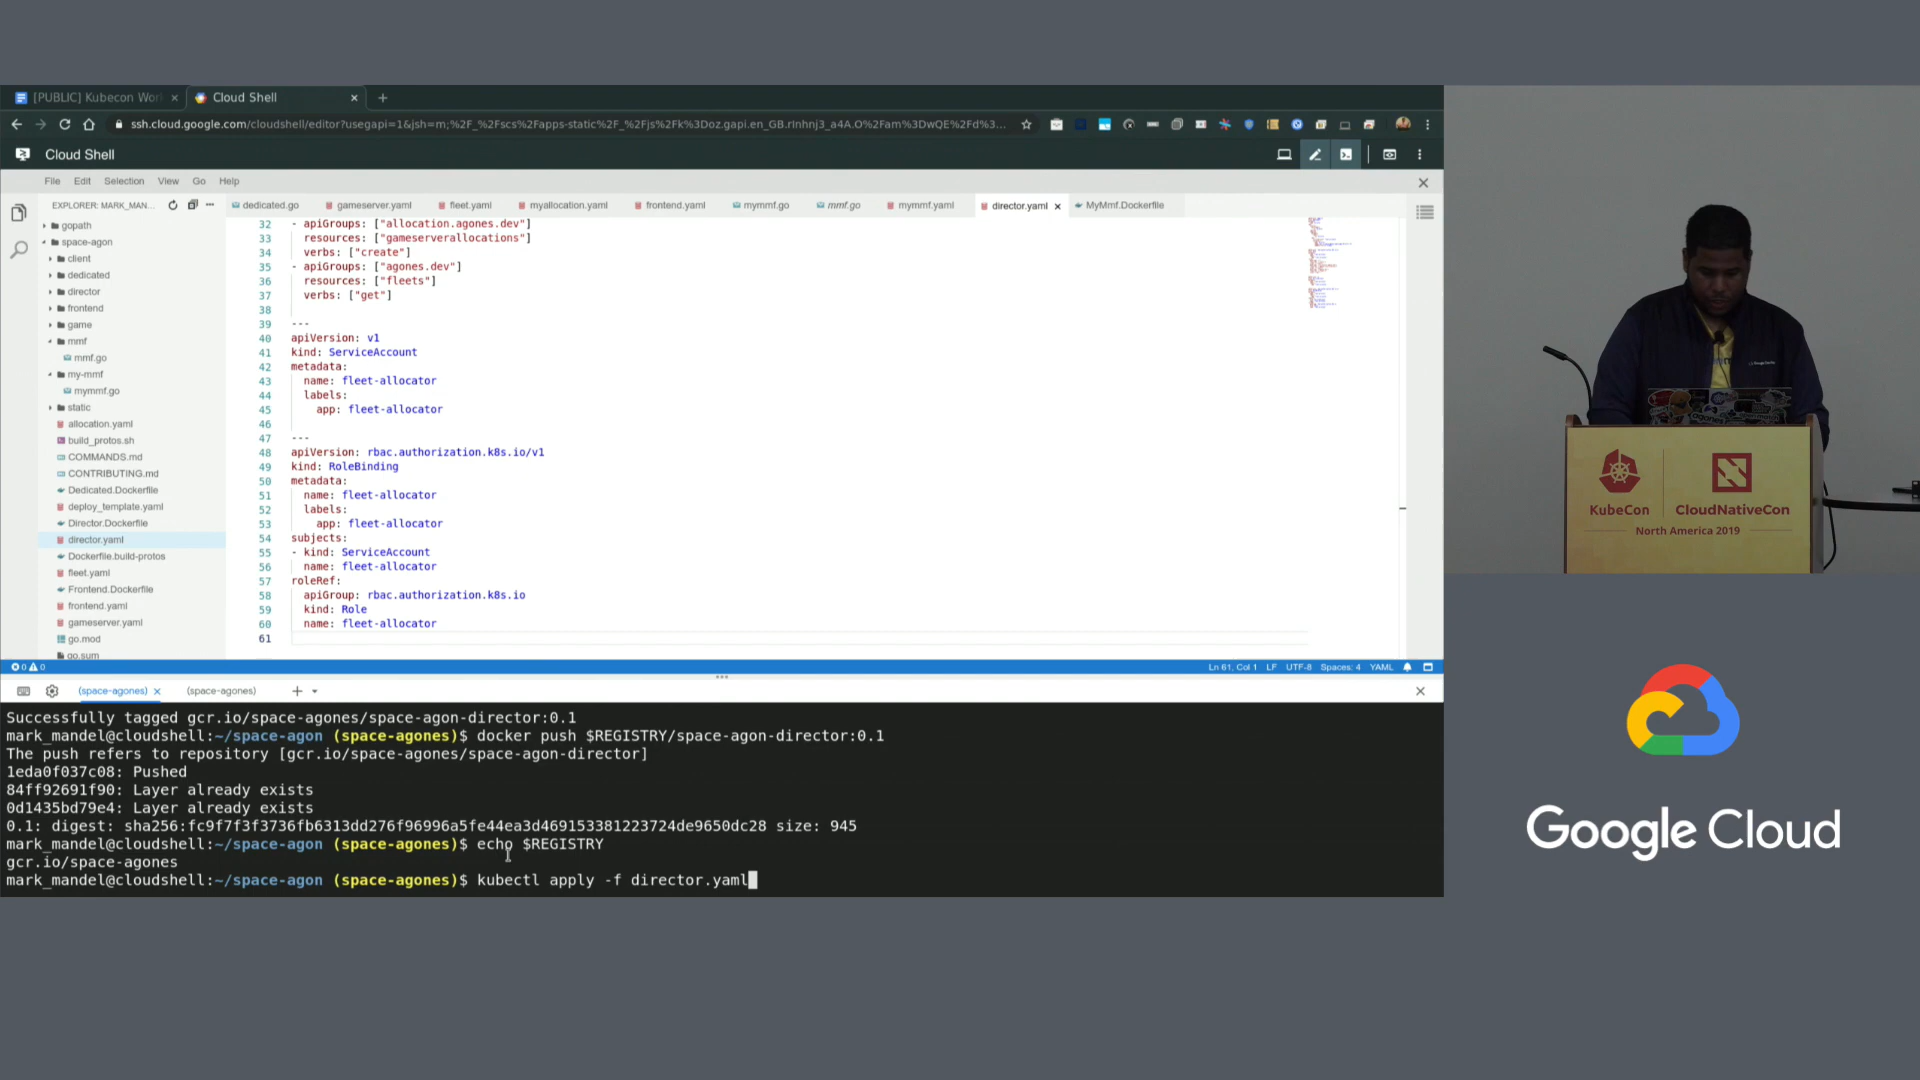 [PUBLIC] Kubecon Wor
Cloud Shell
ssh.cloud.google.com/cloudshell/editor?usegapi=1&jsh=m;%2F_%2Fscs%2Fapps-static%2F_%2Fjs%2Fk%3Doz.gapi.en_GB.rlnhnj3_a4A.O%2Fam%3DwQE%2Fd%3...
Cloud Shell
File Edit Selection View Go Help
EXPLORER: MARK_MAN...
dedicated.go gameserver.yaml fleet.yaml myallocation.yaml frontend.yaml mymmf.go mmf.go mymmf.yaml director.yaml MyMmf.Dockerfile
gopath
space-agon
client
dedicated
director
frontend
game
mmf
mmf.go
my-mmf
mymmf.go
static
allocation.yaml
build_protos.sh
COMMANDS.md
CONTRIBUTING.md
Dedicated.Dockerfile
deploy_template.yaml
Director.Dockerfile
director.yaml
Dockerfile.build-protos
fleet.yaml
Frontend.Dockerfile
frontend.yaml
gameserver.yaml
go.mod
go.sum
32 - apiGroups: ["allocation.agones.dev"]
33 resources: ["gameserverallocations"]
34 verbs: ["create"]
35 - apiGroups: ["agones.dev"]
36 resources: ["fleets"]
37 verbs: ["get"]
38
39 ---
40 apiVersion: v1
41 kind: ServiceAccount
42 metadata:
43 name: fleet-allocator
44 labels:
45 app: fleet-allocator
46
47 ---
48 apiVersion: rbac.authorization.k8s.io/v1
49 kind: RoleBinding
50 metadata:
51 name: fleet-allocator
52 labels:
53 app: fleet-allocator
54 subjects:
55 - kind: ServiceAccount
56 name: fleet-allocator
57 roleRef:
58 apiGroup: rbac.authorization.k8s.io
59 kind: Role
60 name: fleet-allocator
61
0 0
Ln 61, Col 1 LF UTF-8 Spaces: 4 YAML
(space-agones) (space-agones)
Successfully tagged gcr.io/space-agones/space-agon-director:0.1
mark_mandel@cloudshell:~/space-agon (space-agones)$ docker push $REGISTRY/space-agon-director:0.1
The push refers to repository [gcr.io/space-agones/space-agon-director]
1eda0f037c08: Pushed
84ff92691f90: Layer already exists
0d1435bd79e4: Layer already exists
0.1: digest: sha256:fc9f7f3f3736fb6313dd276f96996a5fe44ea3d469153381223724de9650dc28 size: 945
mark_mandel@cloudshell:~/space-agon (space-agones)$ echo $REGISTRY
gcr.io/space-agones
mark_mandel@cloudshell:~/space-agon (space-agones)$ kubectl apply -f director.yaml
KubeCon
CloudNativeCon
North America 2019
Google Cloud